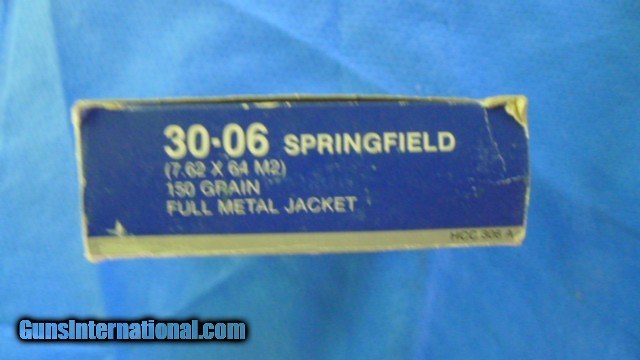 30-06 SPRINGFIELD
(7.62 X 64 M2)
150 GRAIN
FULL METAL JACKET
HCC 306 A
GunsInternational.com